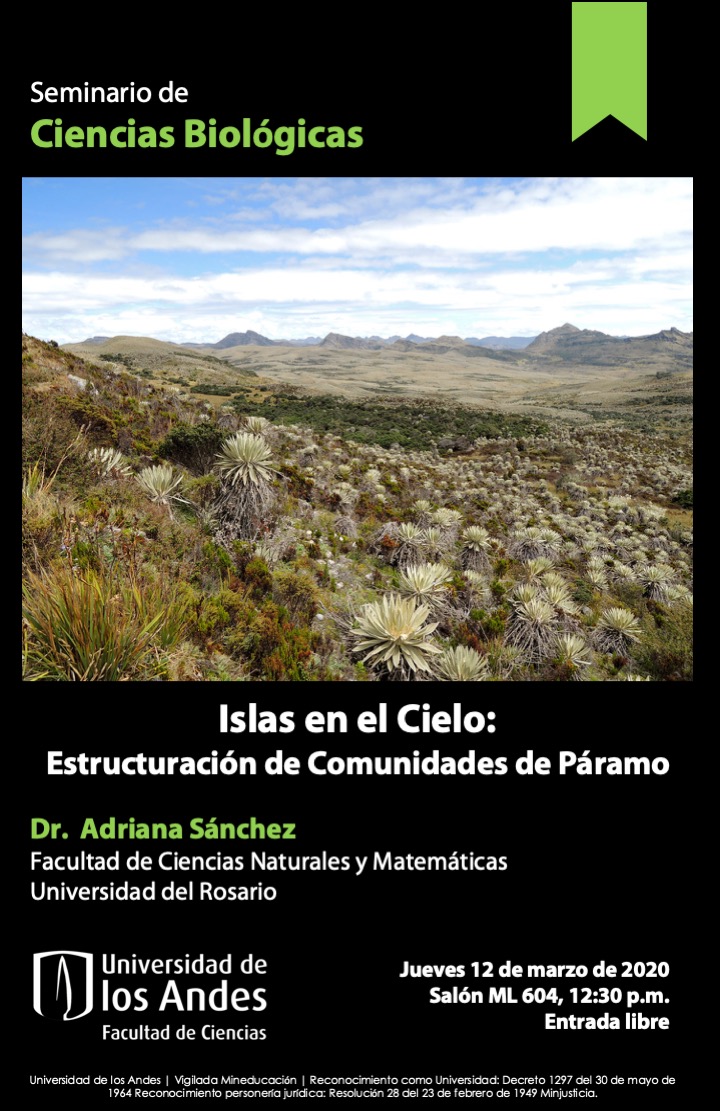 Seminario de
Ciencias Biológicas
Islas en el Cielo:
Estructuración de Comunidades de Páramo
Dr. Adriana Sánchez
Facultad de Ciencias Naturales y Matemáticas
Universidad del Rosario
Universidad de
los Andes
Facultad de Ciencias
Jueves 12 de marzo de 2020
Salón ML 604, 12:30 p.m.
Entrada libre
Universidad de los Andes | Vigilada Mineducación | Reconocimiento como Universidad: Decreto 1297 del 30 de mayo de
1964 Reconocimiento personería jurídica: Resolución 28 del 23 de febrero de 1949 Minjusticia.